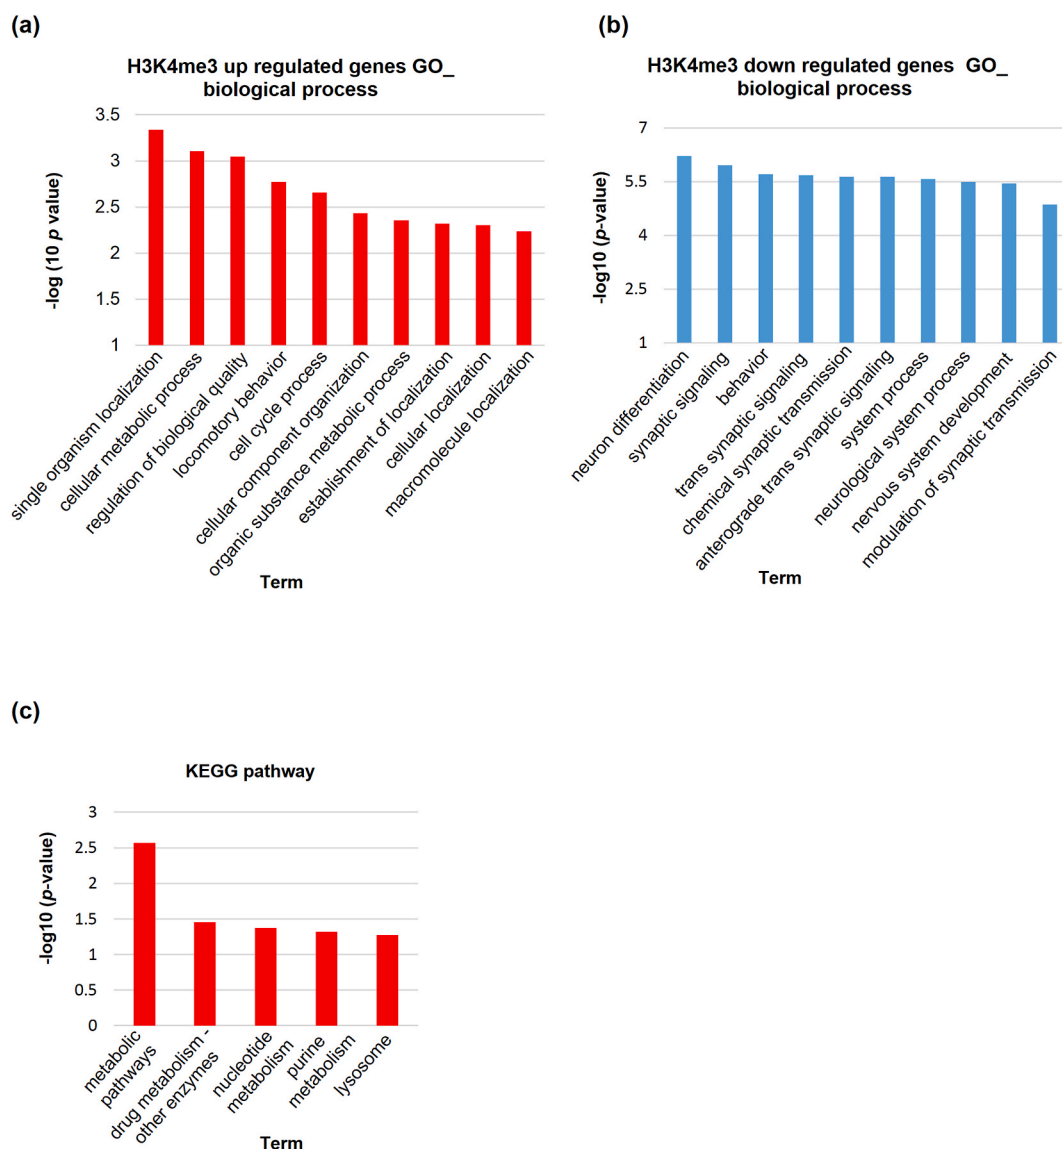 (a)
H3K4me3 up regulated genes GO_
biological process
3.5
3
2.5
2
1.5
1
-log (10 p value)
single organism localization
cellular metabolic process
regulation of biological quality
locomotory behavior
cell cycle process
cellular component organization
organic substance metabolic process
establishment of localization
cellular localization
macromolecule localization
Term
(b)
H3K4me3 down regulated genes GO_
biological process
7
5.5
4
2.5
1
-log10 (p-value)
neuron differentiation
synaptic signaling
behavior
trans synaptic signaling
chemical synaptic transmission
anterograde trans synaptic signaling
system process
neurological system process
nervous system development
modulation of synaptic transmission
Term
(c)
KEGG pathway
3
2.5
2
1.5
1
0.5
0
-log10 (p-value)
metabolic
pathways
drug metabolism -
other enzymes
nucleotide
metabolism
purine
metabolism
lysosome
Term